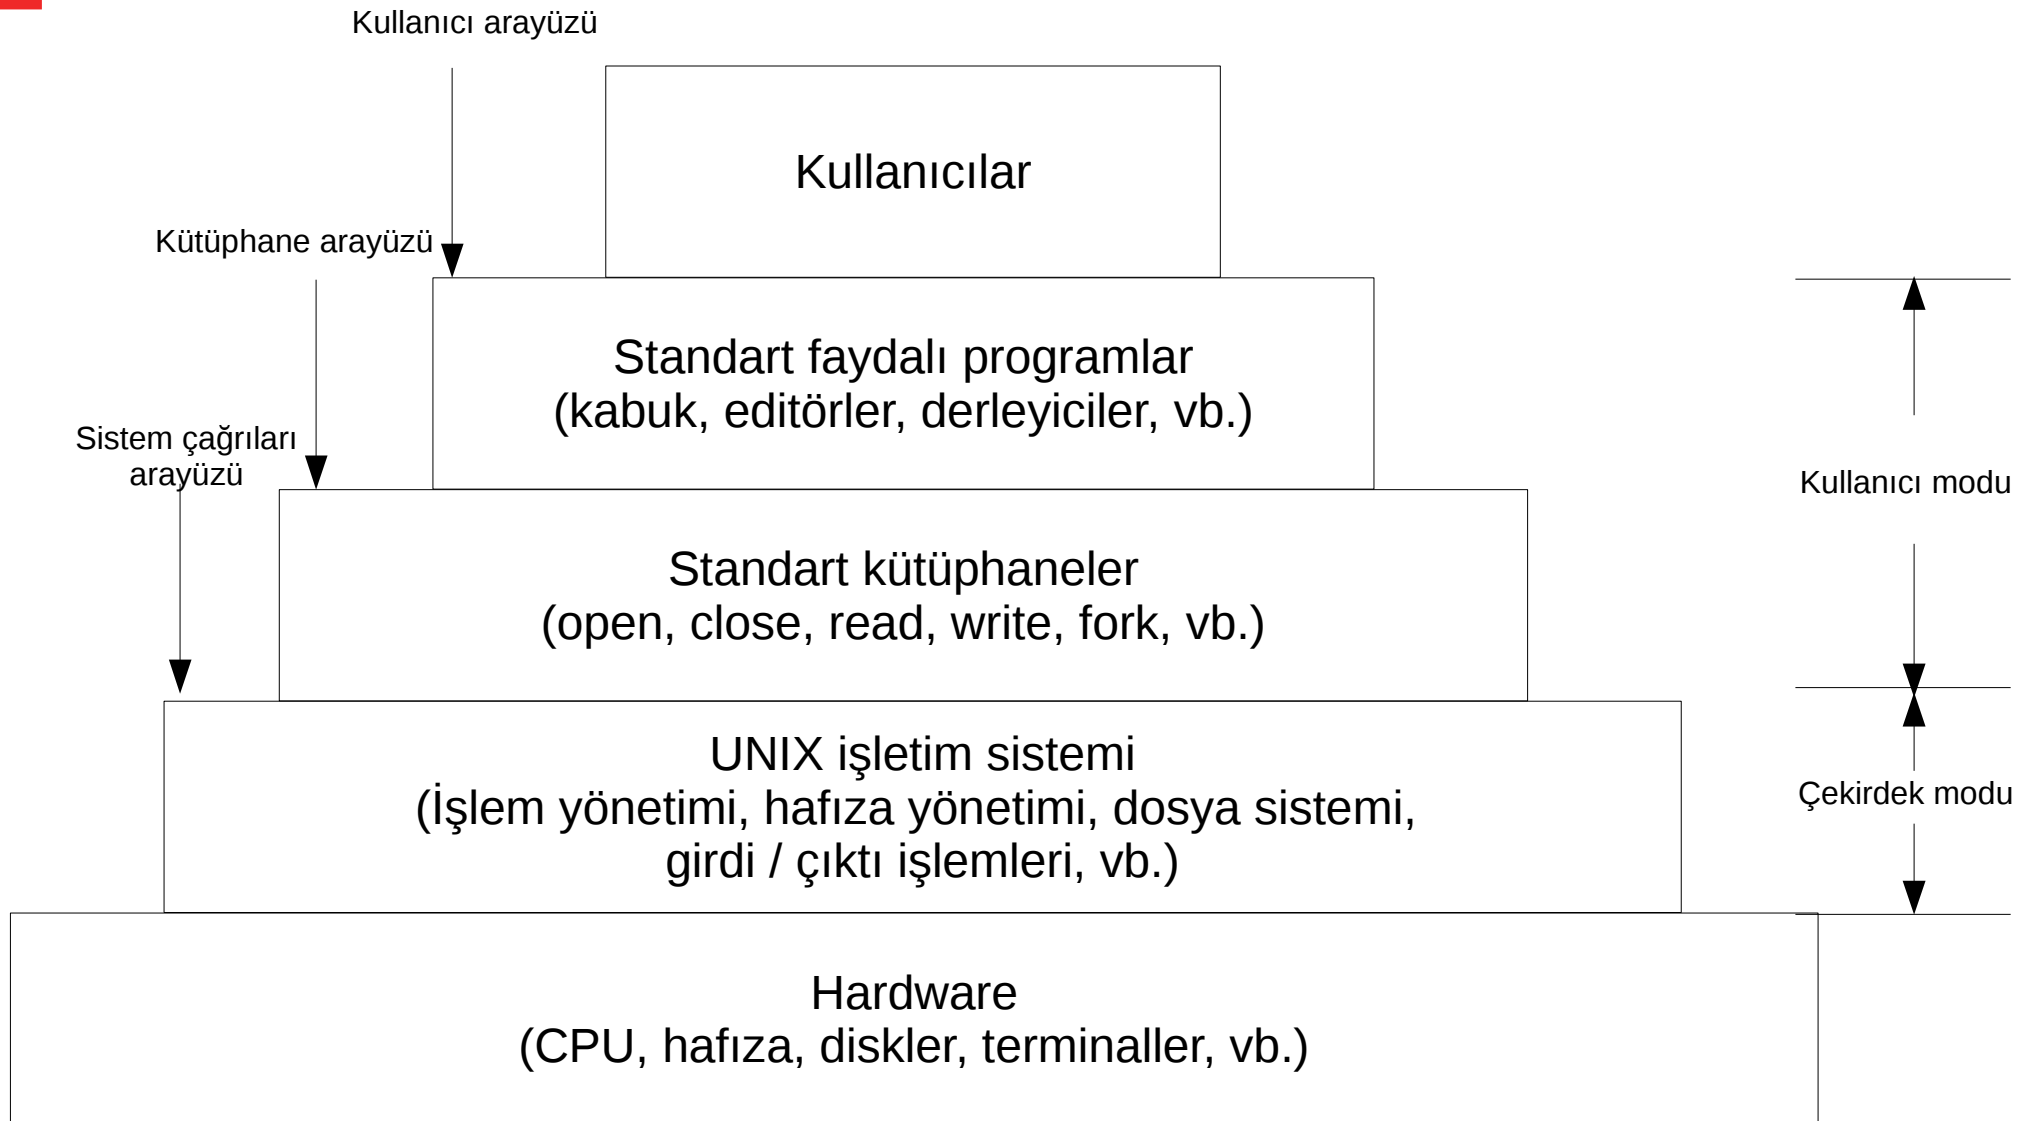 Kullanıcı arayüzü
Kullanıcılar
Kütüphane arayüzü
Standart faydalı programlar
(kabuk, editörler, derleyiciler, vb.)
Sistem çağrıları
arayüzü
Kullanıcı modu
Standart kütüphaneler
(open, close, read, write, fork, vb.)
UNIX işletim sistemi
(İşlem yönetimi, hafıza yönetimi, dosya sistemi,
girdi / çıktı işlemleri, vb.)
Çekirdek modu
Hardware
(CPU, hafıza, diskler, terminaller, vb.)